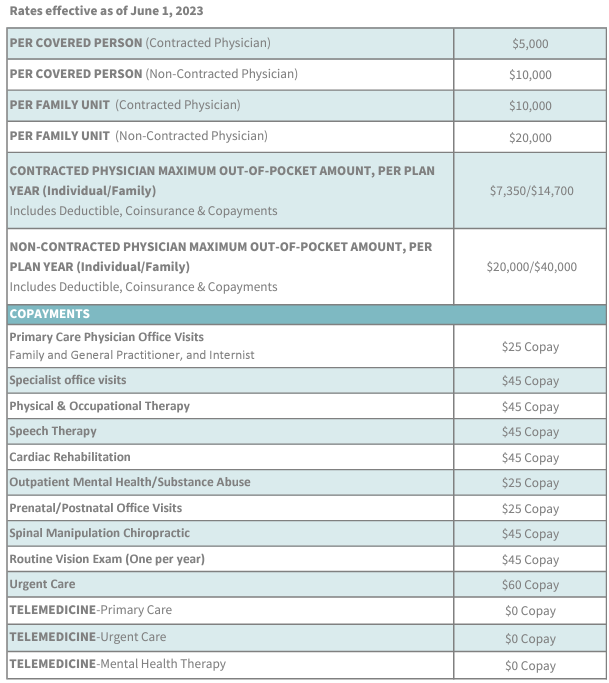 Rates effective as of June 1, 2023
PER COVERED PERSON (Contracted Physician) $5,000
PER COVERED PERSON (Non-Contracted Physician) $10,000
PER FAMILY UNIT (Contracted Physician) $10,000
PER FAMILY UNIT (Non-Contracted Physician) $20,000
CONTRACTED PHYSICIAN MAXIMUM OUT-OF-POCKET AMOUNT, PER PLAN
YEAR (Individual/Family) $7,350/$14,700
Includes Deductible, Coinsurance & Copayments
NON-CONTRACTED PHYSICIAN MAXIMUM OUT-OF-POCKET AMOUNT, PER
PLAN YEAR (Individual/Family) $20,000/$40,000
Includes Deductible, Coinsurance & Copayments
COPAYMENTS
Primary Care Physician Office Visits
Family and General Practitioner, and Internist
$25 Copay
Specialist office visits $45 Copay
Physical & Occupational Therapy $45 Copay
Speech Therapy $45 Copay
Cardiac Rehabilitation $45 Copay
Outpatient Mental Health/Substance Abuse $25 Copay
Prenatal/Postnatal Office Visits $25 Copay
Spinal Manipulation Chiropractic $45 Copay
Routine Vision Exam (One per year) $45 Copay
Urgent Care $60 Copay
TELEMEDICINE-Primary Care $0 Copay
TELEMEDICINE-Urgent Care $0 Copay
TELEMEDICINE-Mental Health Therapy $0 Copay